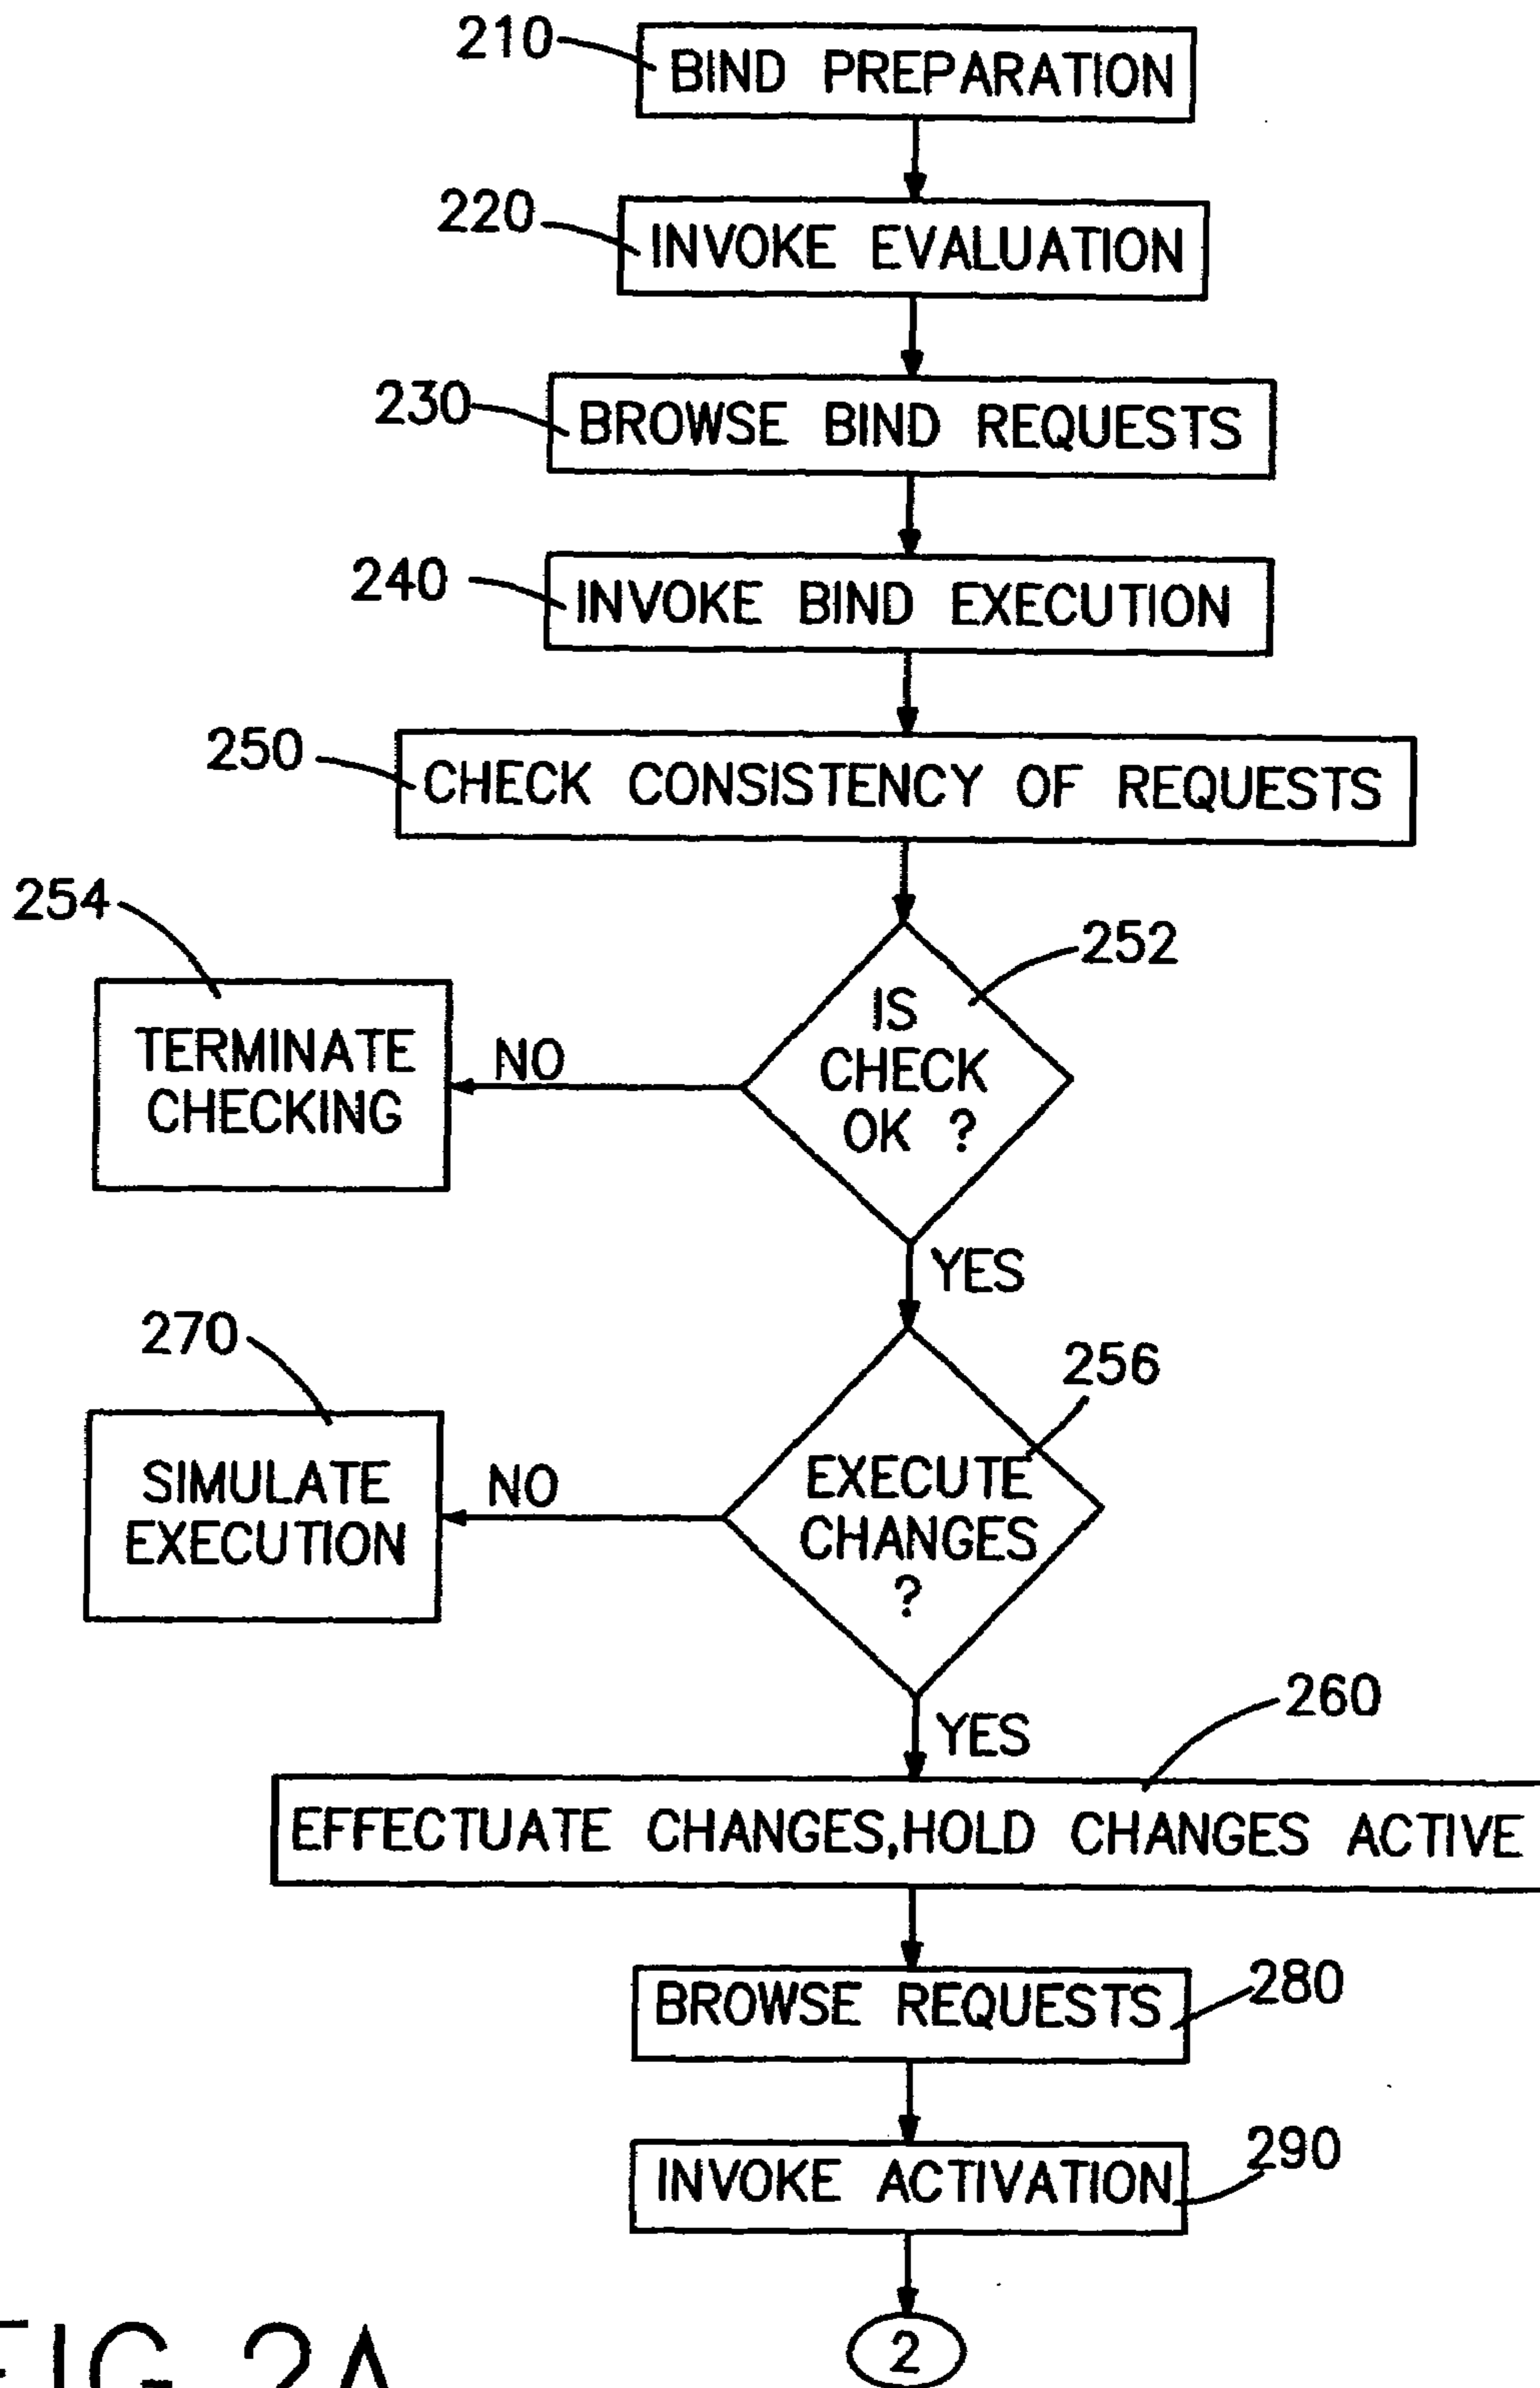 210
BIND PREPARATION
220
INVOKE EVALUATION
230
BROWSE BIND REQUESTS
240
INVOKE BIND EXECUTION
250
CHECK CONSISTENCY OF REQUESTS
254
252
TERMINATE
CHECKING
NO
IS
CHECK
OK ?
YES
270
256
SIMULATE
EXECUTION
NO
EXECUTE
CHANGES
?
YES
260
EFFECTUATE CHANGES,HOLD CHANGES ACTIVE
BROWSE REQUESTS
280
INVOKE ACTIVATION
290
2
FIG 2A